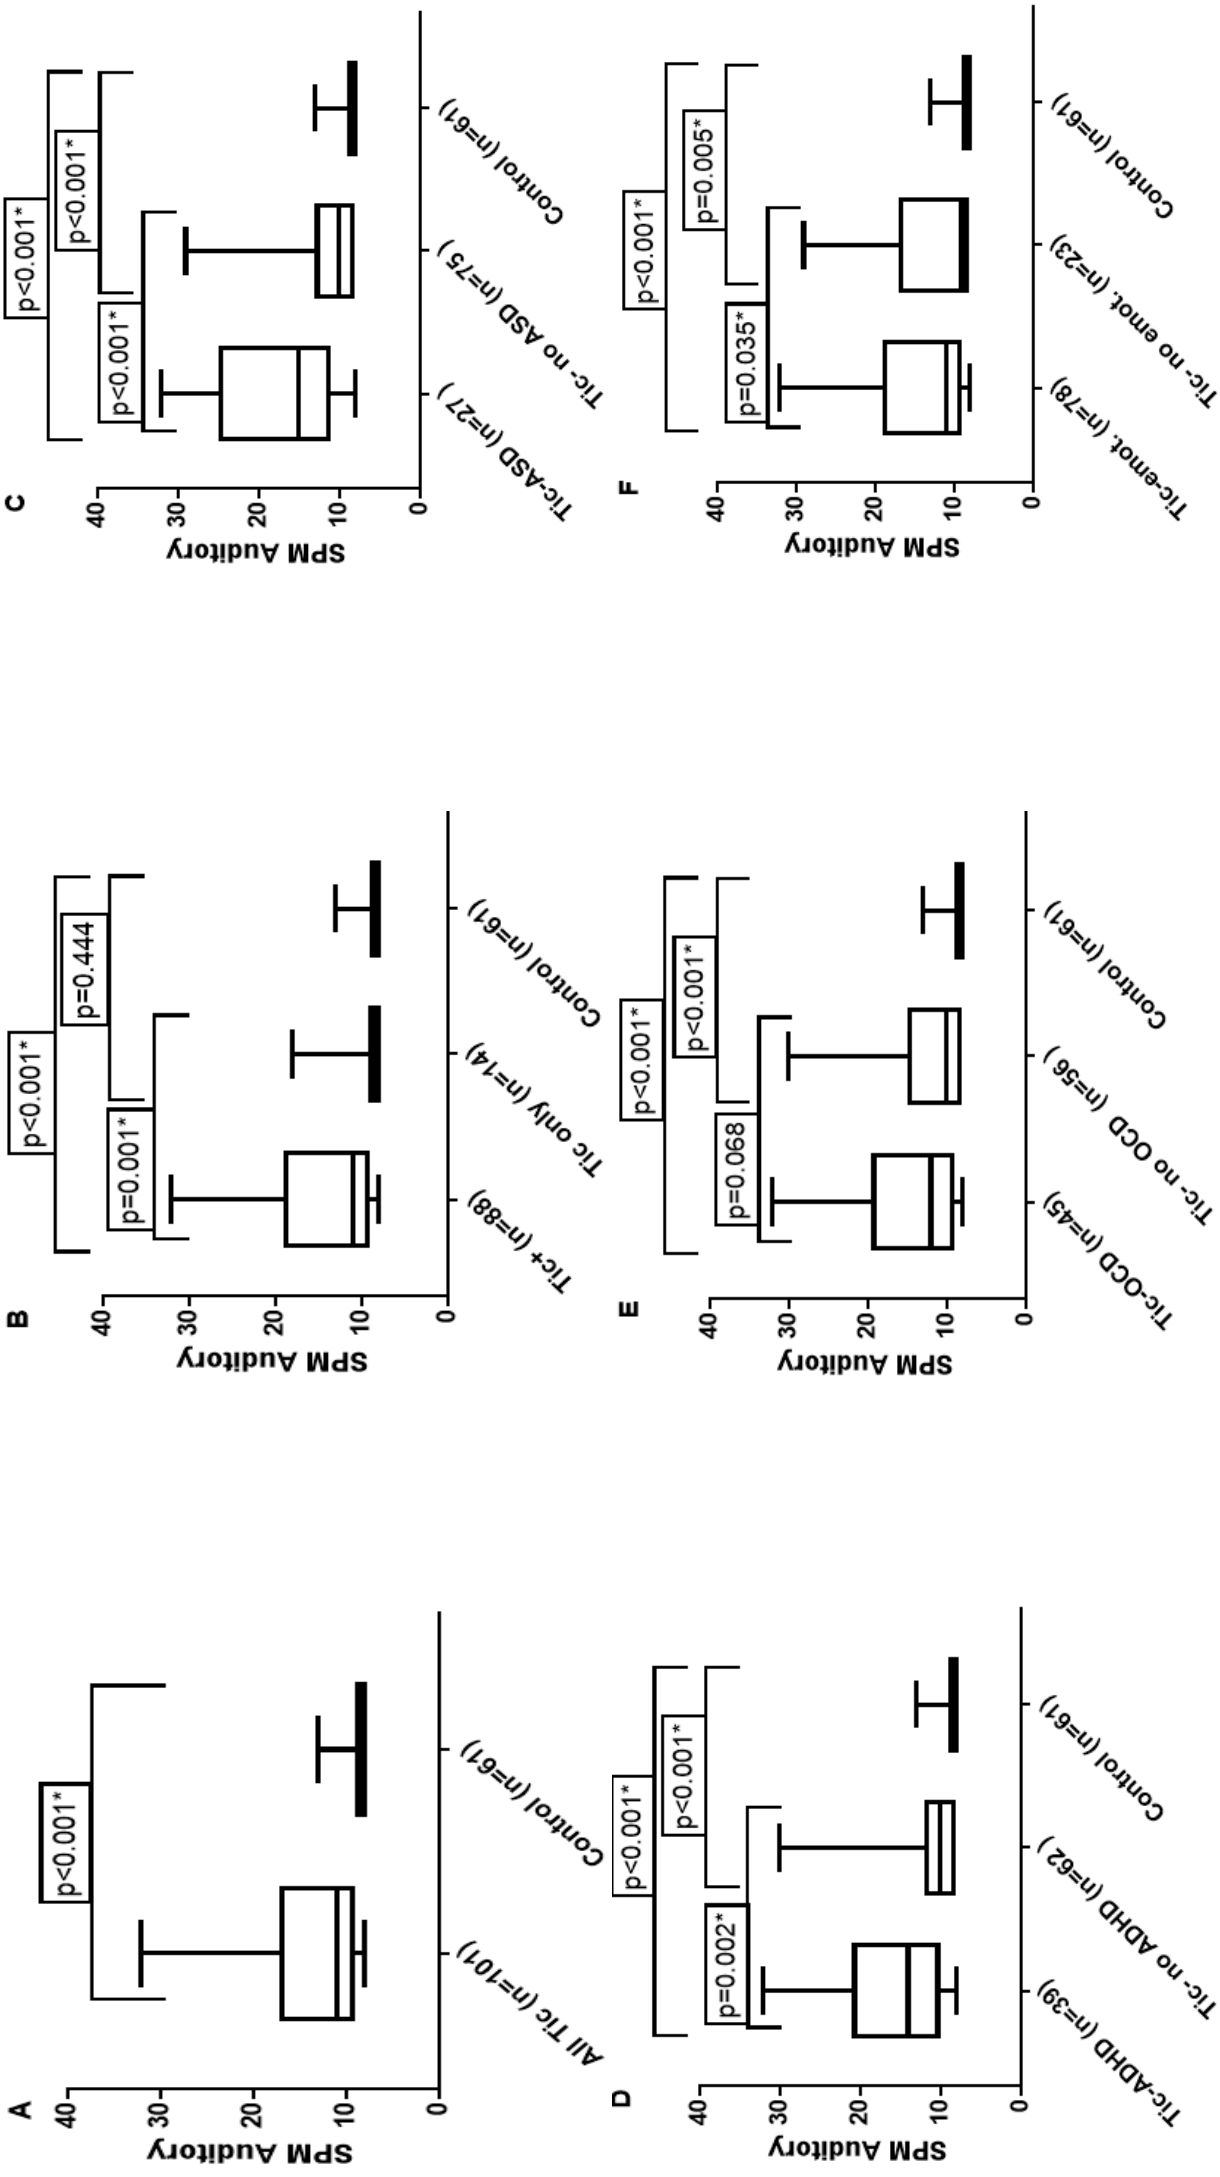 A
p<0.001*
SPM Auditory
40
30
20
10
0
All Tic (n=101)
Control (n=61)
B
p<0.001*
p=0.444
p=0.001*
SPM Auditory
40
30
20
10
0
Tic+ (n=88)
Tic only (n=14)
Control (n=61)
C
p<0.001*
p<0.001*
p<0.001*
SPM Auditory
40
30
20
10
0
Tic-ASD (n=27)
Tic- no ASD (n=75)
Control (n=61)
D
p<0.001*
p<0.001*
p=0.002*
SPM Auditory
40
30
20
10
0
Tic-ADHD (n=39)
Tic- no ADHD (n=62)
Control (n=61)
E
p<0.001*
p<0.001*
p=0.068
SPM Auditory
40
30
20
10
0
Tic-OCD (n=45)
Tic- no OCD (n=56)
Control (n=61)
F
p<0.001*
p=0.005*
p=0.035*
SPM Auditory
40
30
20
10
0
Tic-emot. (n=78)
Tic- no emot. (n=23)
Control (n=61)